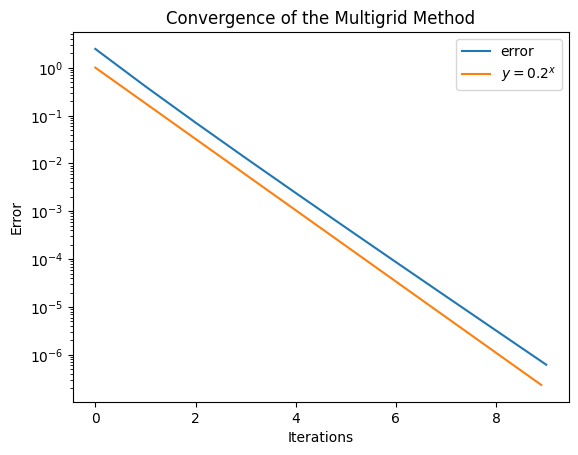 Convergence of the Multigrid Method
error
y = 0.2^x
10^0
10^-1
10^-2
10^-3
10^-4
10^-5
10^-6
Error
0 2 4 6 8
Iterations